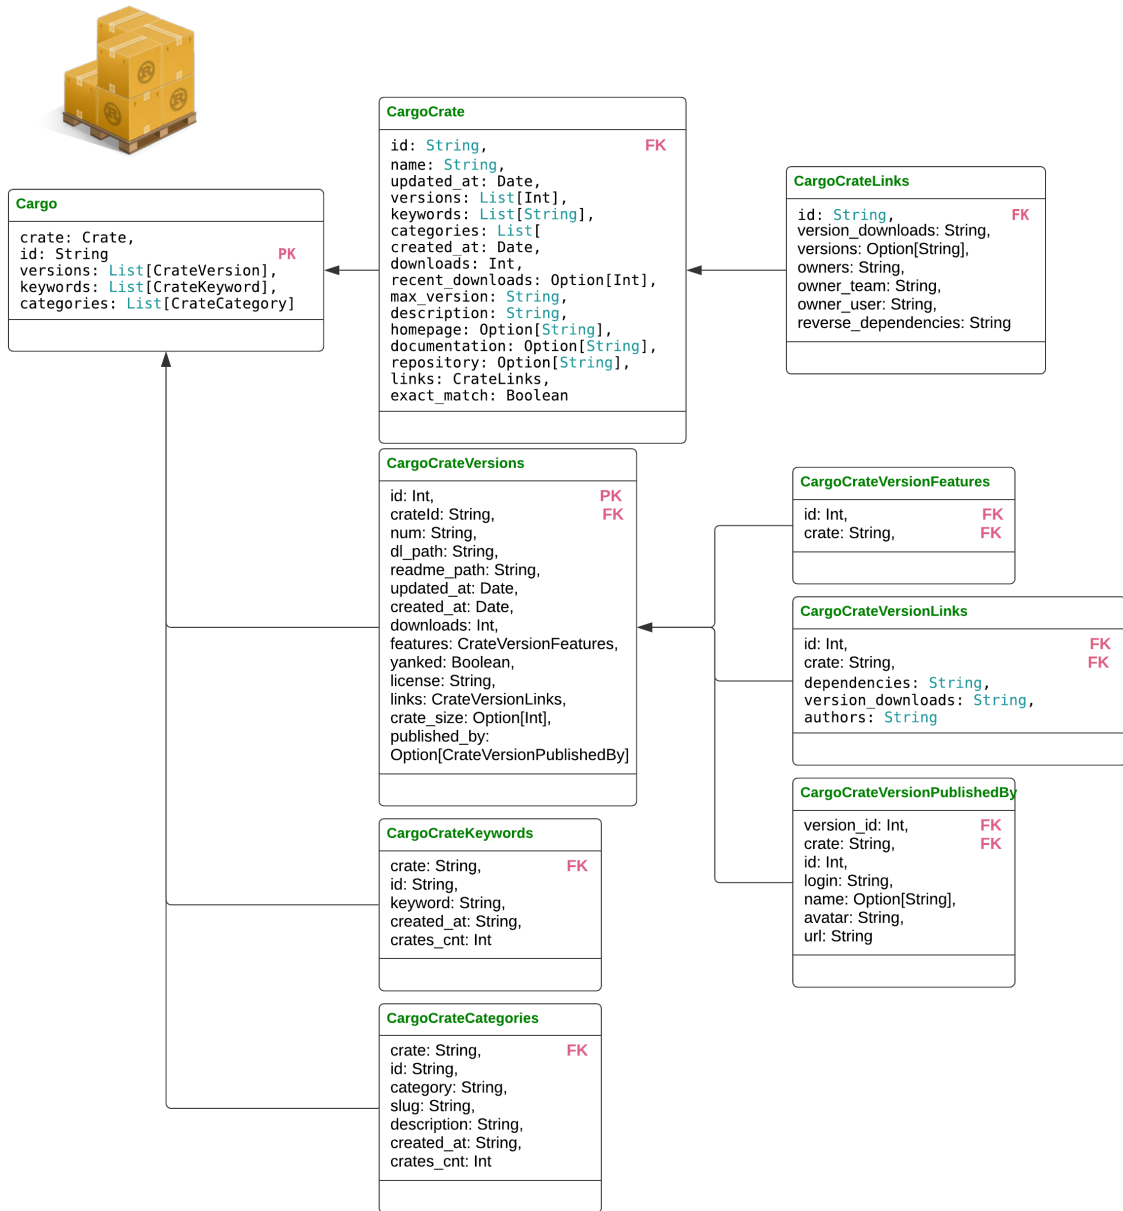 Cargo
crate: Crate,
id: String PK
versions: List[CrateVersion],
keywords: List[CrateKeyword],
categories: List[CrateCategory]
CargoCrate
id: String, FK
name: String,
updated_at: Date,
versions: List[Int],
keywords: List[String],
categories: List[
created_at: Date,
downloads: Int,
recent_downloads: Option[Int],
max_version: String,
description: String,
homepage: Option[String],
documentation: Option[String],
repository: Option[String],
links: CrateLinks,
exact_match: Boolean
CargoCrateLinks
id: String, FK
version_downloads: String,
versions: Option[String],
owners: String,
owner_team: String,
owner_user: String,
reverse_dependencies: String
CargoCrateVersions
id: Int, PK
crateId: String, FK
num: String,
dl_path: String,
readme_path: String,
updated_at: Date,
created_at: Date,
downloads: Int,
features: CrateVersionFeatures,
yanked: Boolean,
license: String,
links: CrateVersionLinks,
crate_size: Option[Int],
published_by:
Option[CrateVersionPublishedBy]
CargoCrateVersionFeatures
id: Int, FK
crate: String, FK
CargoCrateVersionLinks
id: Int, FK
crate: String, FK
dependencies: String,
version_downloads: String,
authors: String
CargoCrateVersionPublishedBy
version_id: Int, FK
crate: String, FK
id: Int,
login: String,
name: Option[String],
avatar: String,
url: String
CargoCrateKeywords
crate: String, FK
id: String,
keyword: String,
created_at: String,
crates_cnt: Int
CargoCrateCategories
crate: String, FK
id: String,
category: String,
slug: String,
description: String,
created_at: String,
crates_cnt: Int